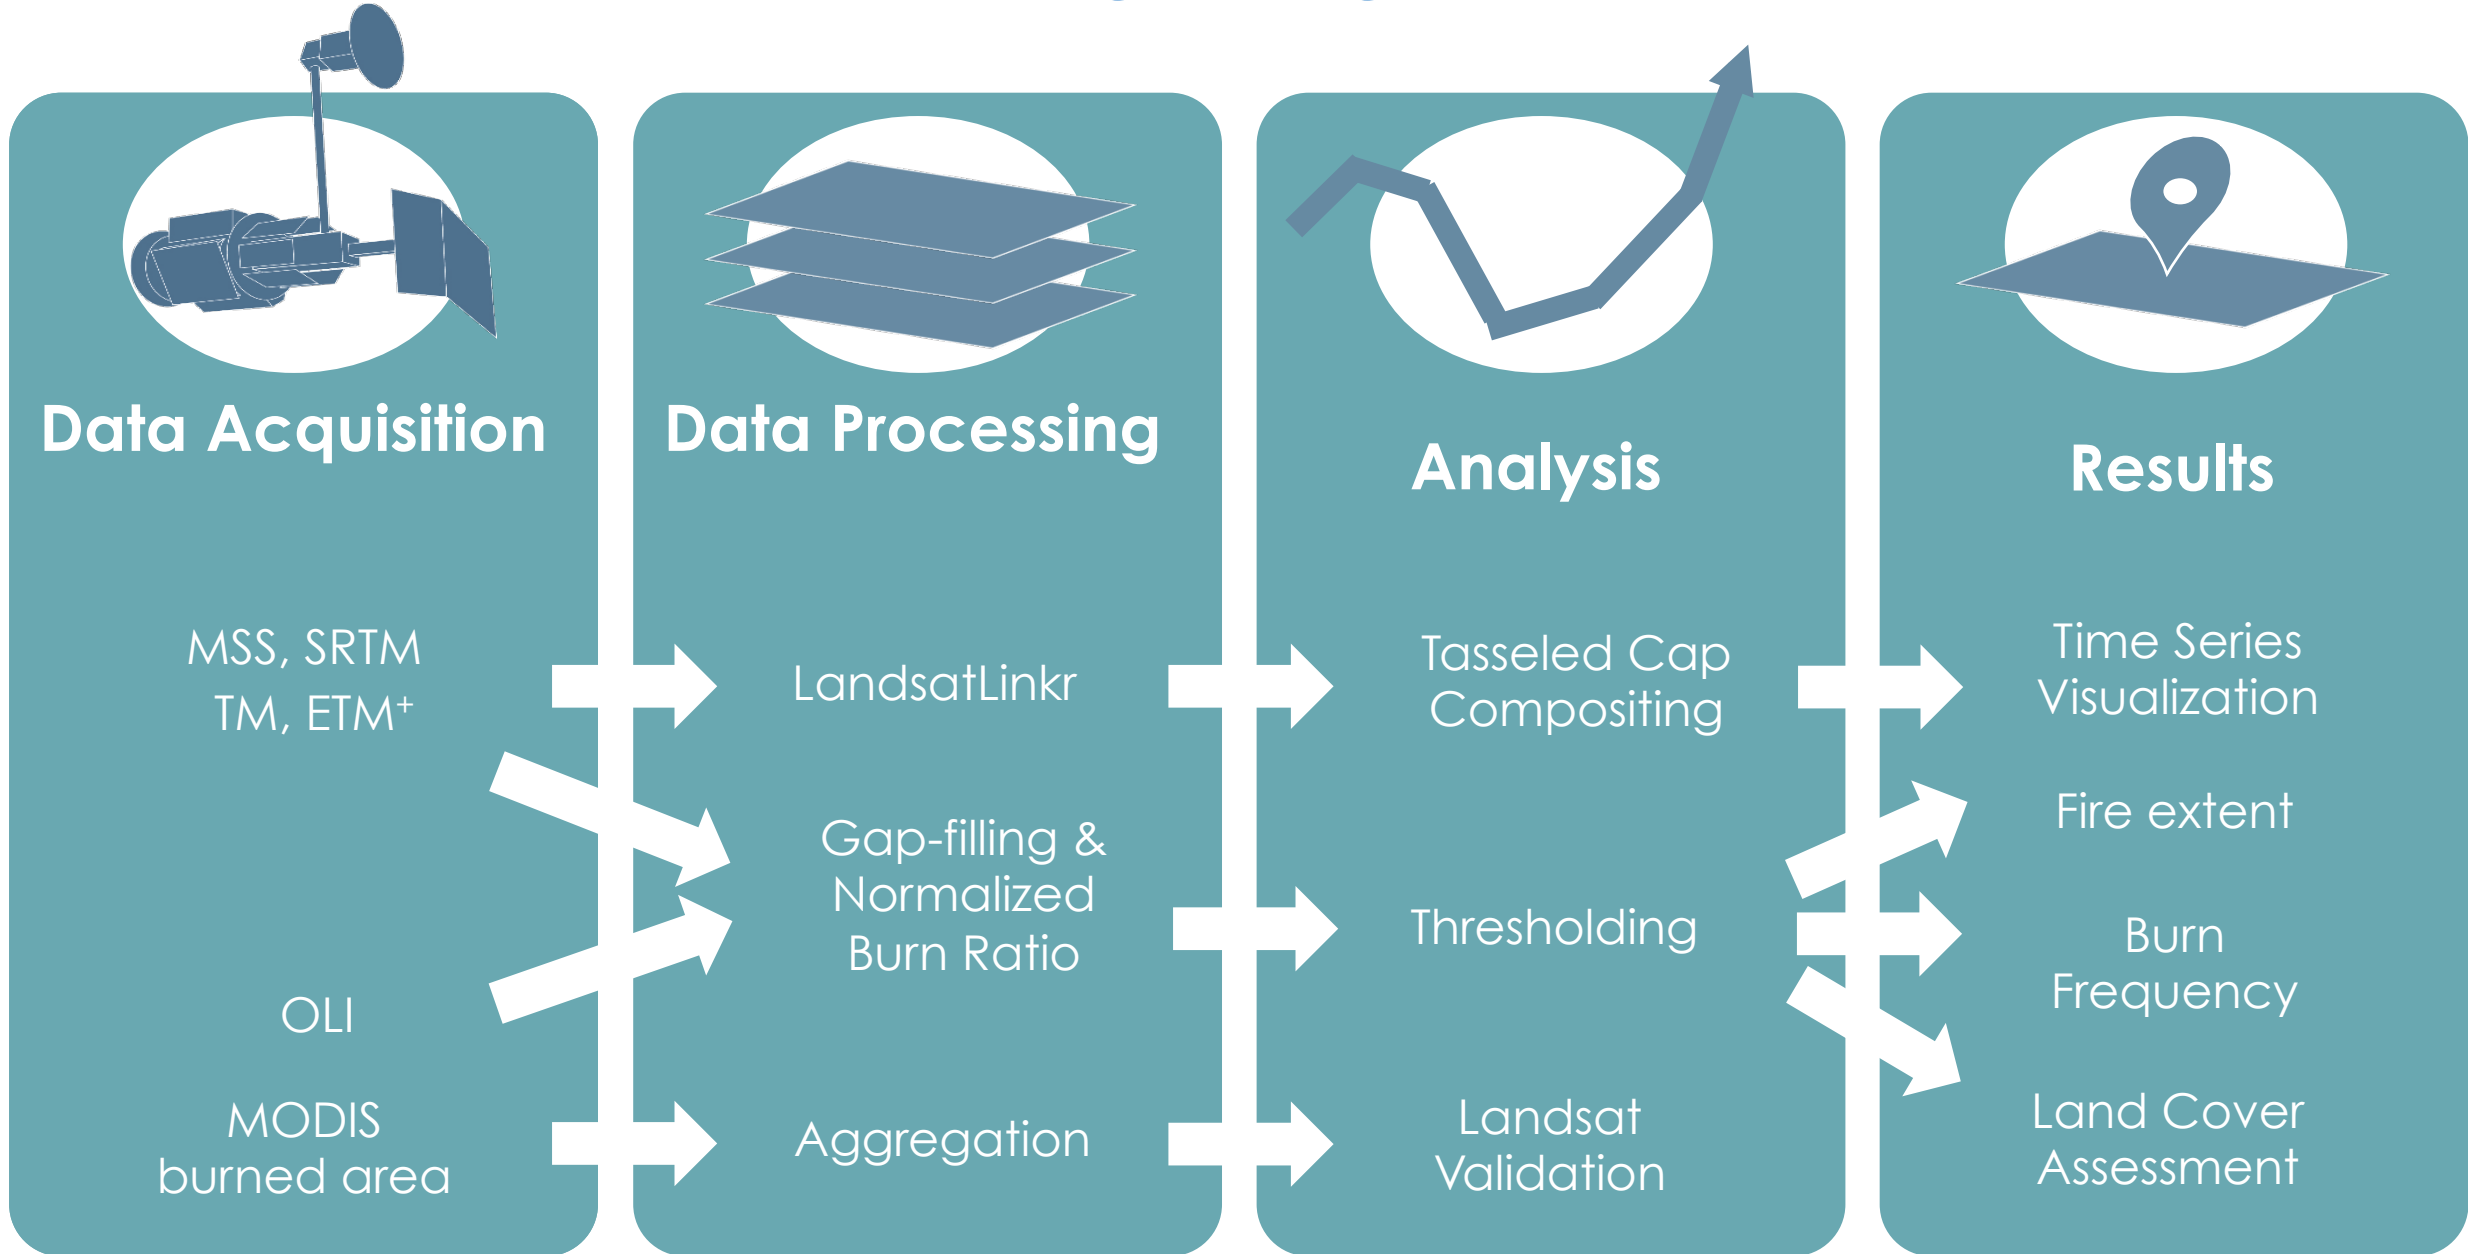 Data Acquisition
MSS, SRTM
TM, ETM+
OLI
MODIS
burned area
Data Processing
LandsatLinkr
Gap-filling &
Normalized
Burn Ratio
Aggregation
Analysis
Tasseled Cap
Compositing
Thresholding
Landsat
Validation
Results
Time Series
Visualization
Fire extent
Burn
Frequency
Land Cover
Assessment